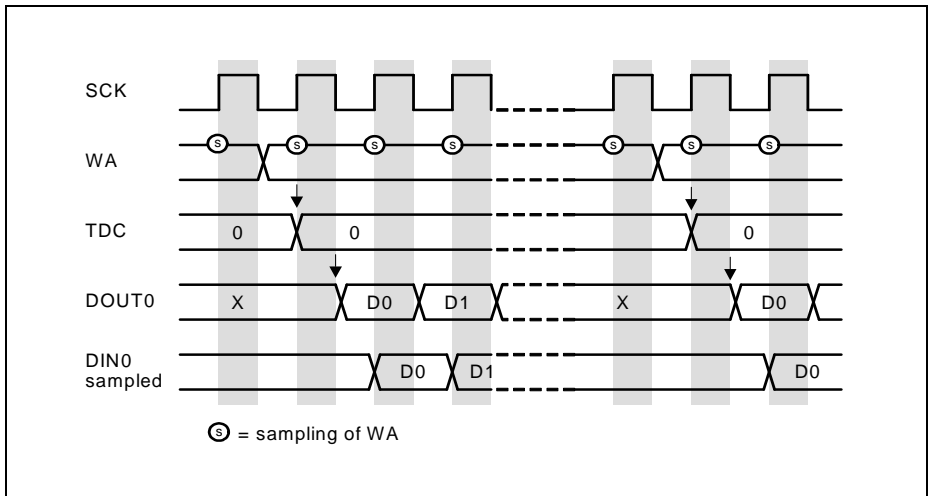 SCK
WA
S S S S S S S
TDC 0 0 0
DOUT0 X D0 D1 X D0
DIN0
sampled
D0 D1 D0
S = sampling of WA